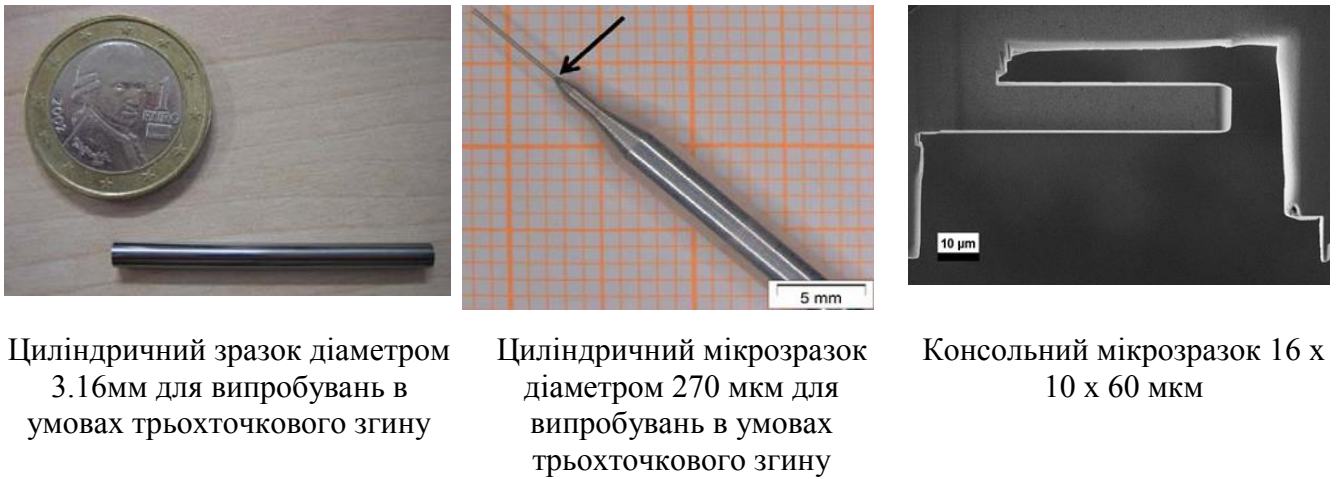 2002
1
EURO
5 mm
10 µm
Циліндричний зразок діаметром
3.16мм для випробувань в
умовах трьохточкового згину
Циліндричний мікрозразок
діаметром 270 мкм для
випробувань в умовах
трьохточкового згину
Консольний мікрозразок 16 х
10 х 60 мкм